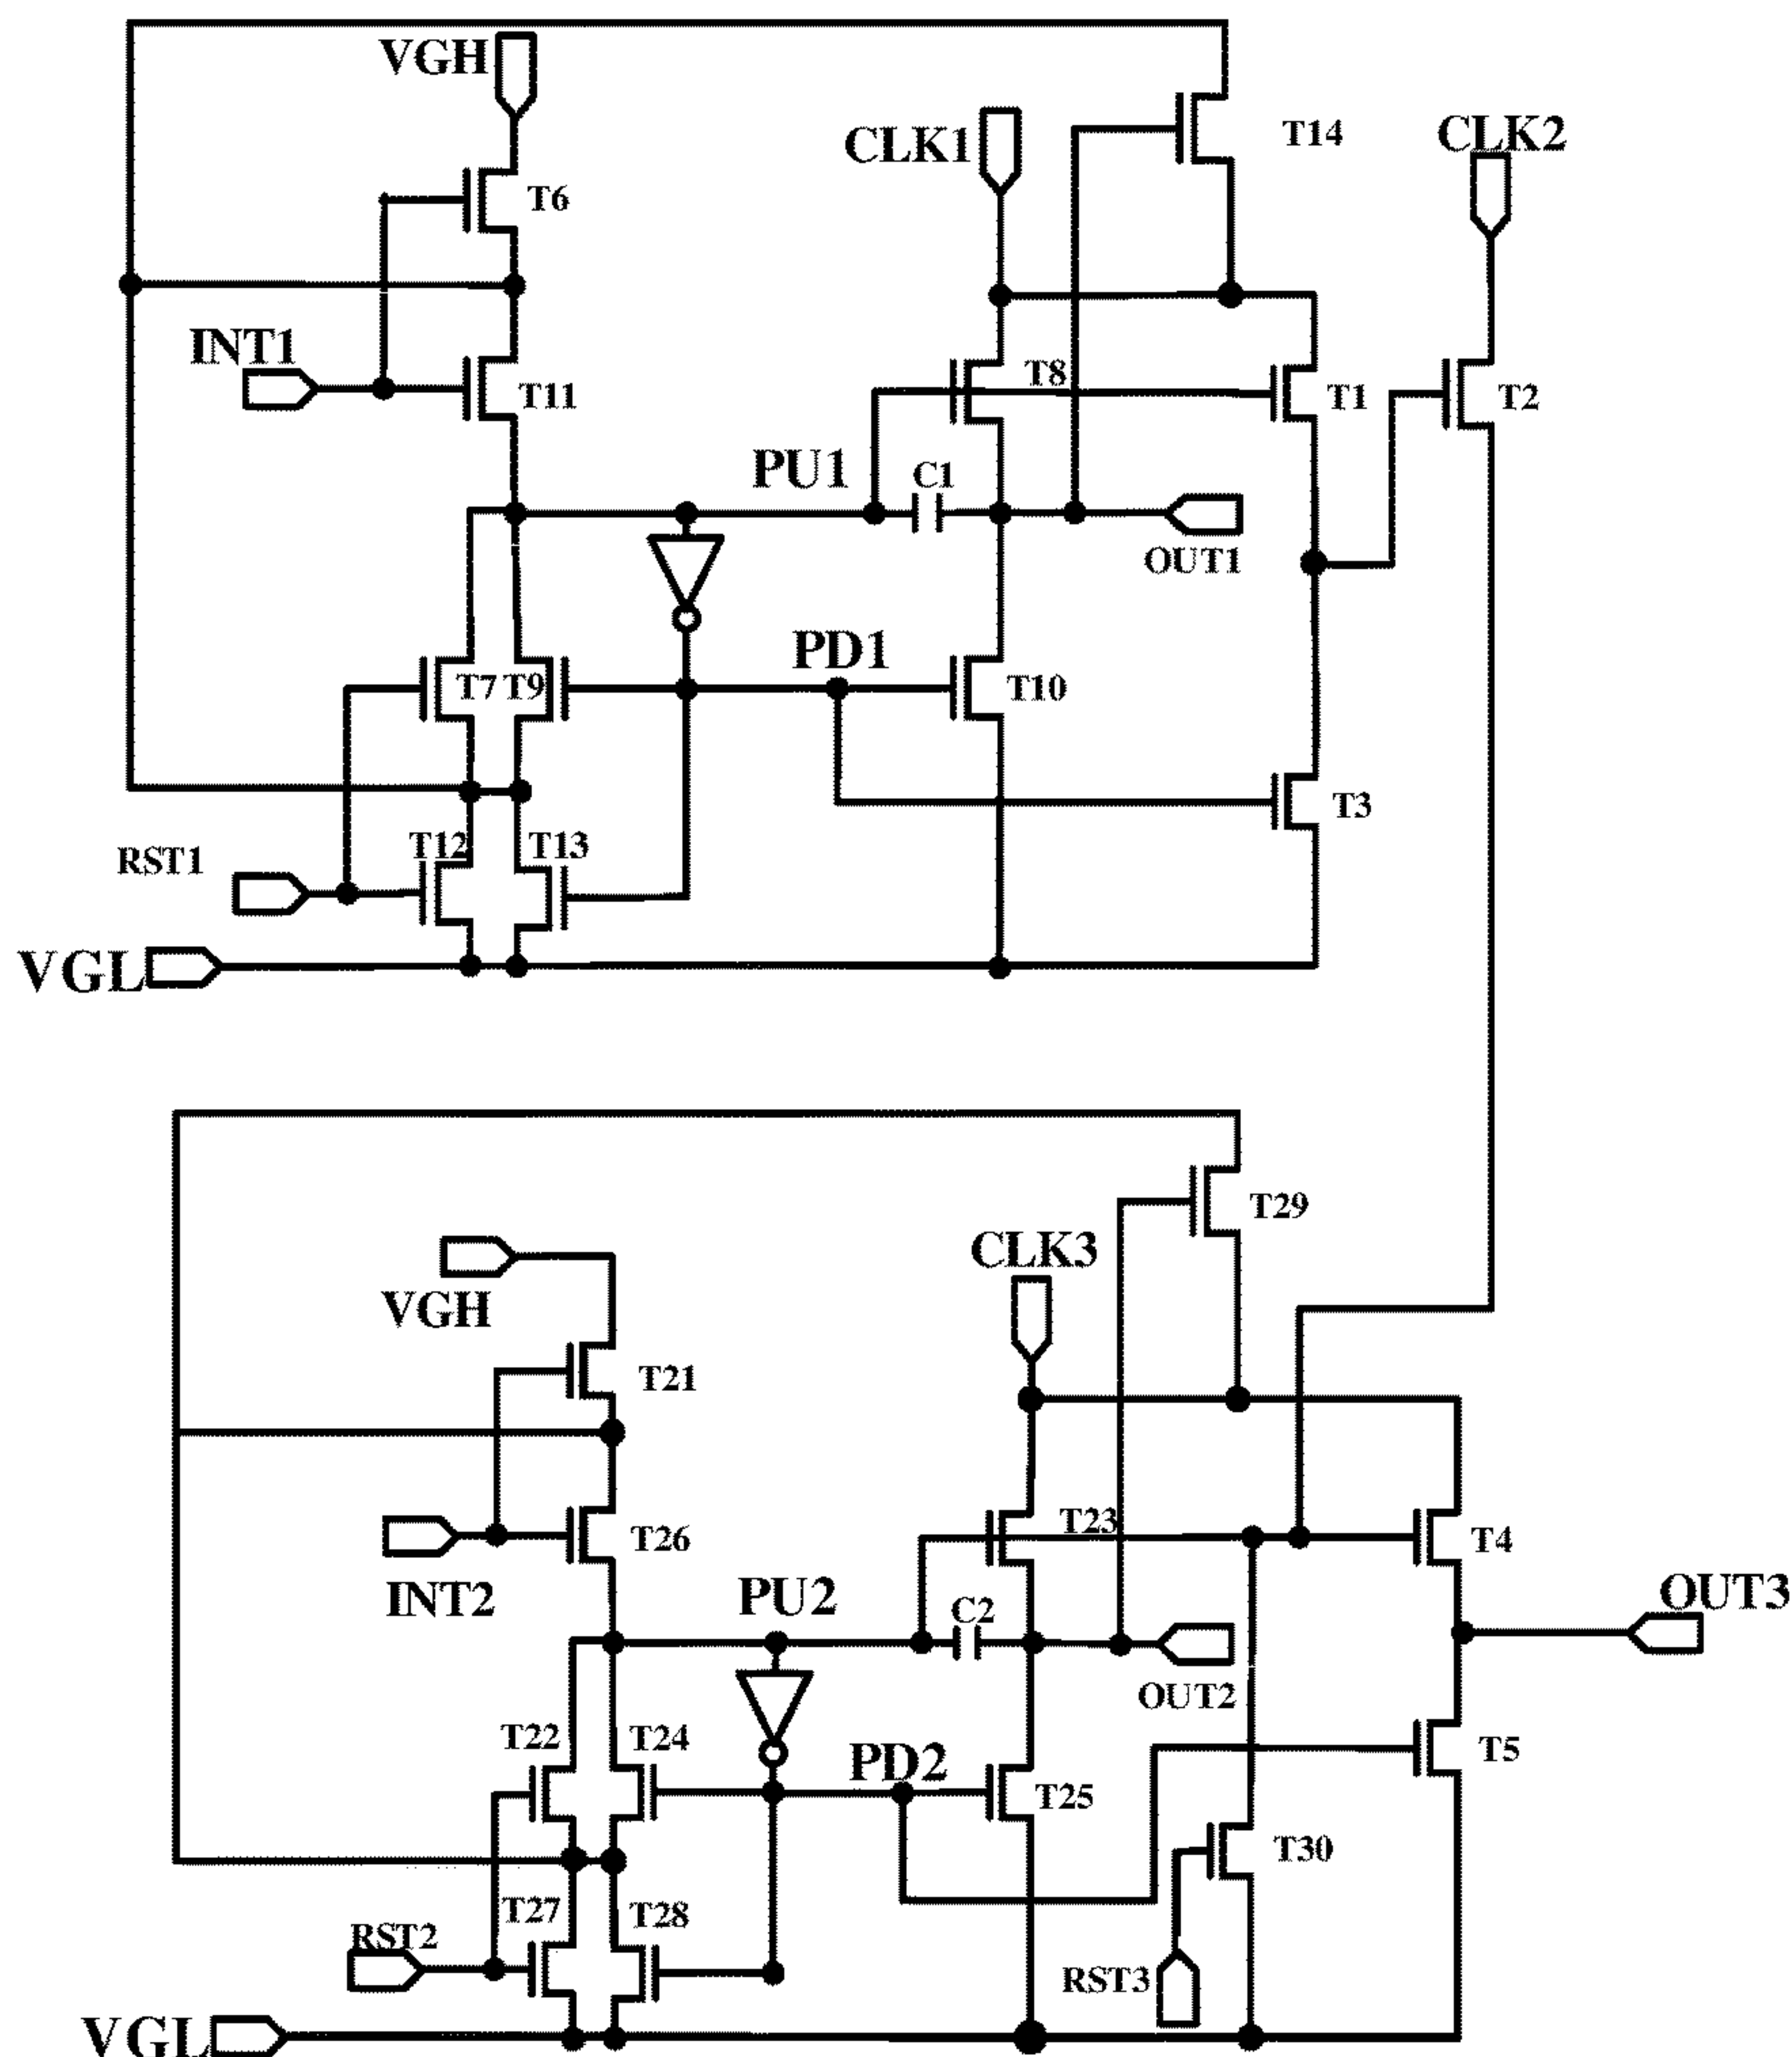 VGH
T14
CLK1
CLK2
T6
INT1
T11
T8
T1
T2
PU1
C1
OUT1
PD1
T7
T9
T10
T3
T12
T13
RST1
VGL
T29
CLK3
VGH
T21
T23
T26
T4
INT2
PU2
C2
OUT3
OUT2
T22
T24
PD2
T5
T25
T30
T27
T28
RST2
RST3
VGL